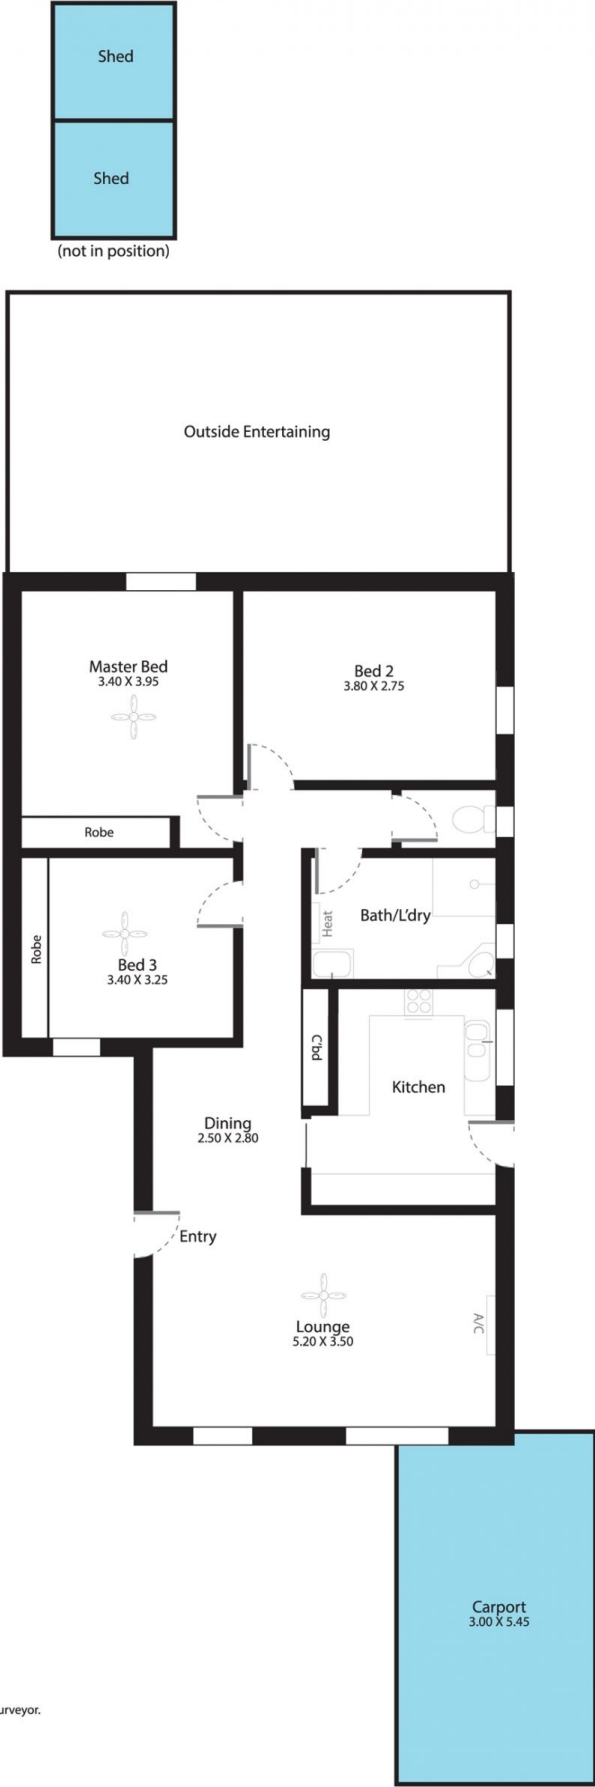 Shed
Shed
(not in position)
Outside Entertaining
Master Bed
3.40 X 3.95
Bed 2
3.80 X 2.75
Robe
Robe
Bed 3
3.40 X 3.25
Heat
Bath/L'dry
C'bd
Kitchen
Dining
2.50 X 2.80
Entry
Lounge
5.20 X 3.50
A/C
Carport
3.00 X 5.45
urveyor.